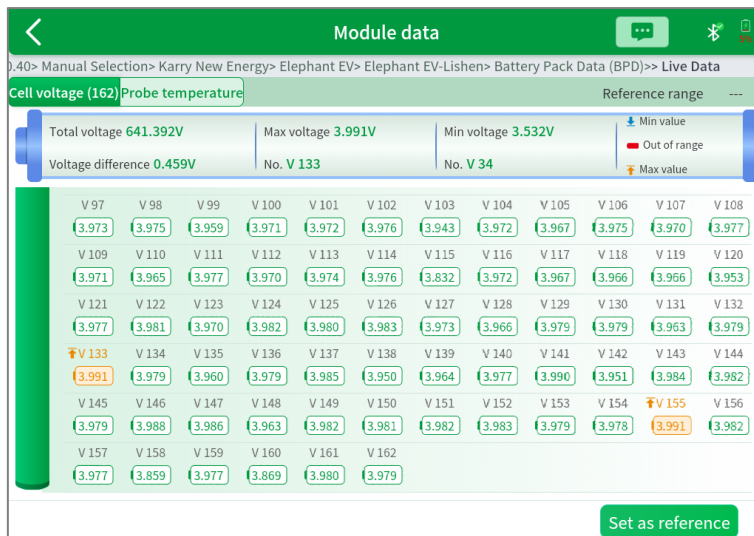 Module data
0.40> Manual Selection> Karry New Energy> Elephant EV> Elephant EV-Lishen> Battery Pack Data (BPD)>> Live Data
Cell voltage (162) Probe temperature Reference range ---
Total voltage 641.392V Max voltage 3.991V Min voltage 3.532V Min value
Out of range
Voltage difference 0.459V No. V 133 No. V 34 Max value
V 97 V 98 V 99 V 100 V 101 V 102 V 103 V 104 V 105 V 106 V 107 V 108
3.973 3.975 3.959 3.971 3.972 3.976 3.943 3.972 3.967 3.975 3.970 3.977
V 109 V 110 V 111 V 112 V 113 V 114 V 115 V 116 V 117 V 118 V 119 V 120
3.971 3.965 3.977 3.970 3.974 3.976 3.832 3.972 3.967 3.966 3.966 3.953
V 121 V 122 V 123 V 124 V 125 V 126 V 127 V 128 V 129 V 130 V 131 V 132
3.977 3.981 3.970 3.982 3.980 3.983 3.973 3.966 3.979 3.979 3.963 3.979
V 133 V 134 V 135 V 136 V 137 V 138 V 139 V 140 V 141 V 142 V 143 V 144
3.991 3.979 3.960 3.979 3.985 3.950 3.964 3.977 3.990 3.951 3.984 3.982
V 145 V 146 V 147 V 148 V 149 V 150 V 151 V 152 V 153 V 154 V 155 V 156
3.979 3.988 3.986 3.963 3.982 3.981 3.982 3.983 3.979 3.978 3.991 3.982
V 157 V 158 V 159 V 160 V 161 V 162
3.977 3.859 3.977 3.869 3.980 3.979
Set as reference